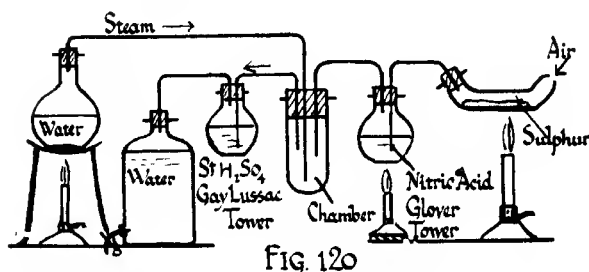 Steam →
Air
Water
Water
Sulphur
St H2So4
Gay Lussac
Tower
Chamber
Nitric Acid
Glover
Tower
FIG. 120